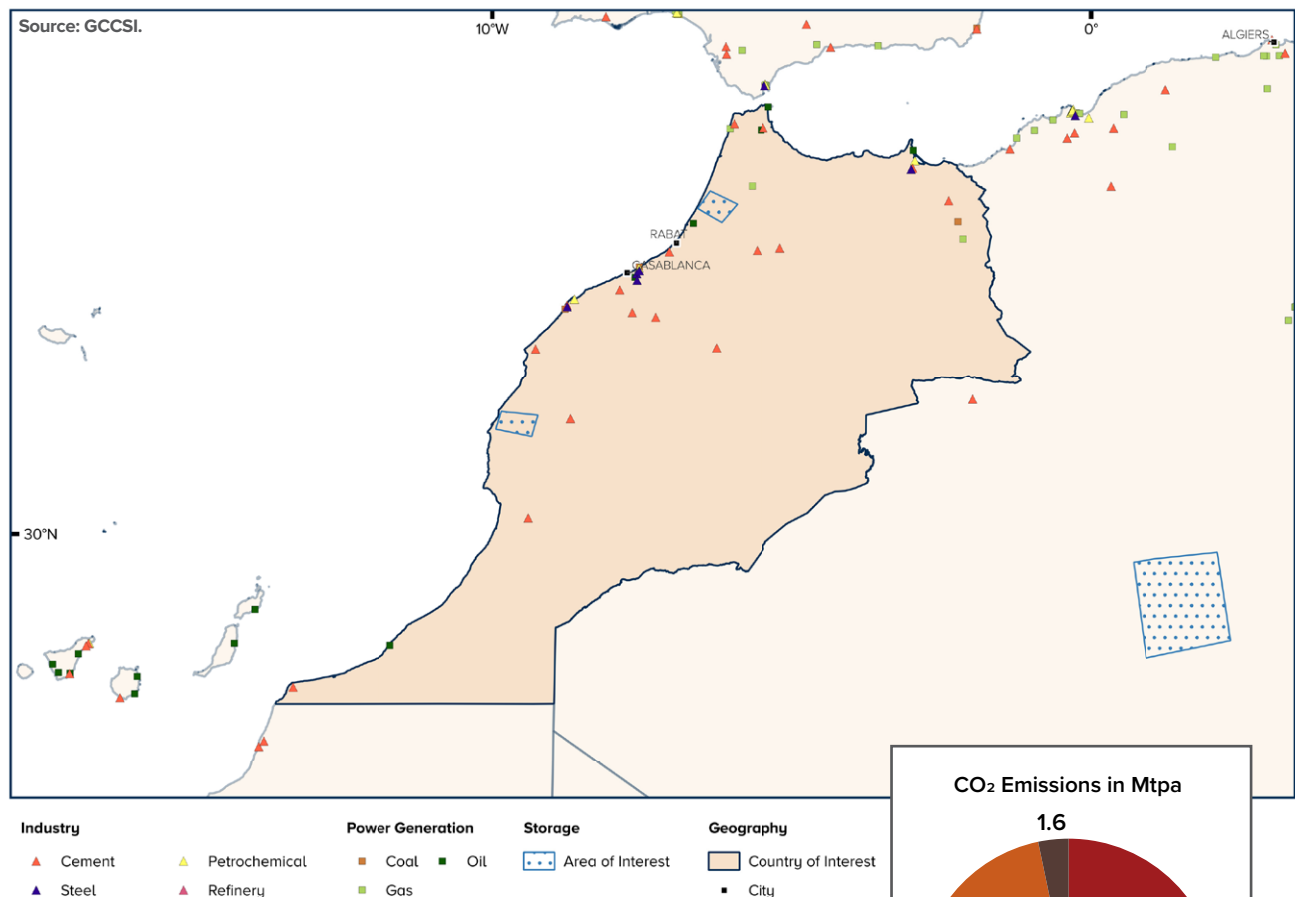 Source: GCCSI.
10°W
0°
ALGIERS
RABAT
CASABLANCA
30°N
CO₂ Emissions in Mtpa
1.6
Industry
Power Generation
Storage
Geography
Cement
Petrochemical
Coal
Oil
Area of Interest
Country of Interest
Steel
Refinery
Gas
City